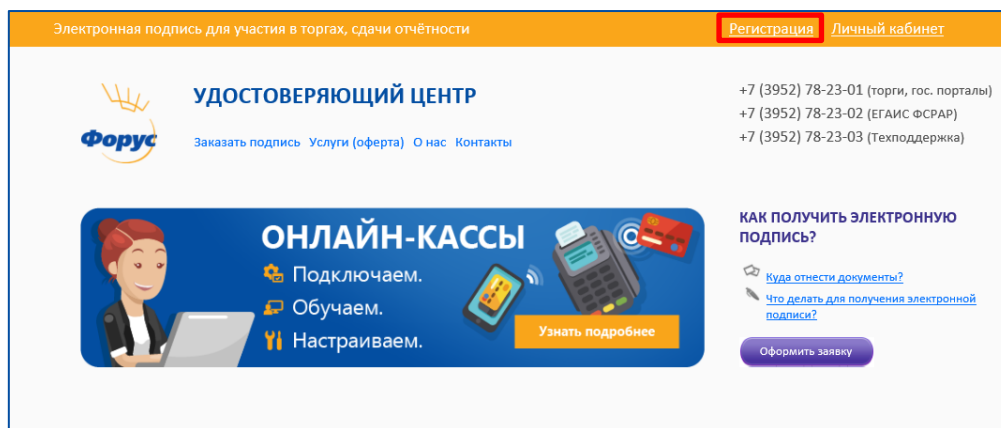 Электронная подпись для участия в торгах, сдачи отчётности
Регистрация Личный кабинет
Форус
УДОСТОВЕРЯЮЩИЙ ЦЕНТР
Заказать подпись Услуги (оферта) О нас Контакты
+7 (3952) 78-23-01 (торги, гос. порталы)
+7 (3952) 78-23-02 (ЕГАИС ФСРАР)
+7 (3952) 78-23-03 (Техподдержка)
ОНЛАЙН-КАССЫ
Подключаем.
Обучаем.
Настраиваем.
Узнать подробнее
КАК ПОЛУЧИТЬ ЭЛЕКТРОННУЮ
ПОДПИСЬ?
Куда отнести документы?
Что делать для получения электронной
подписи?
Оформить заявку